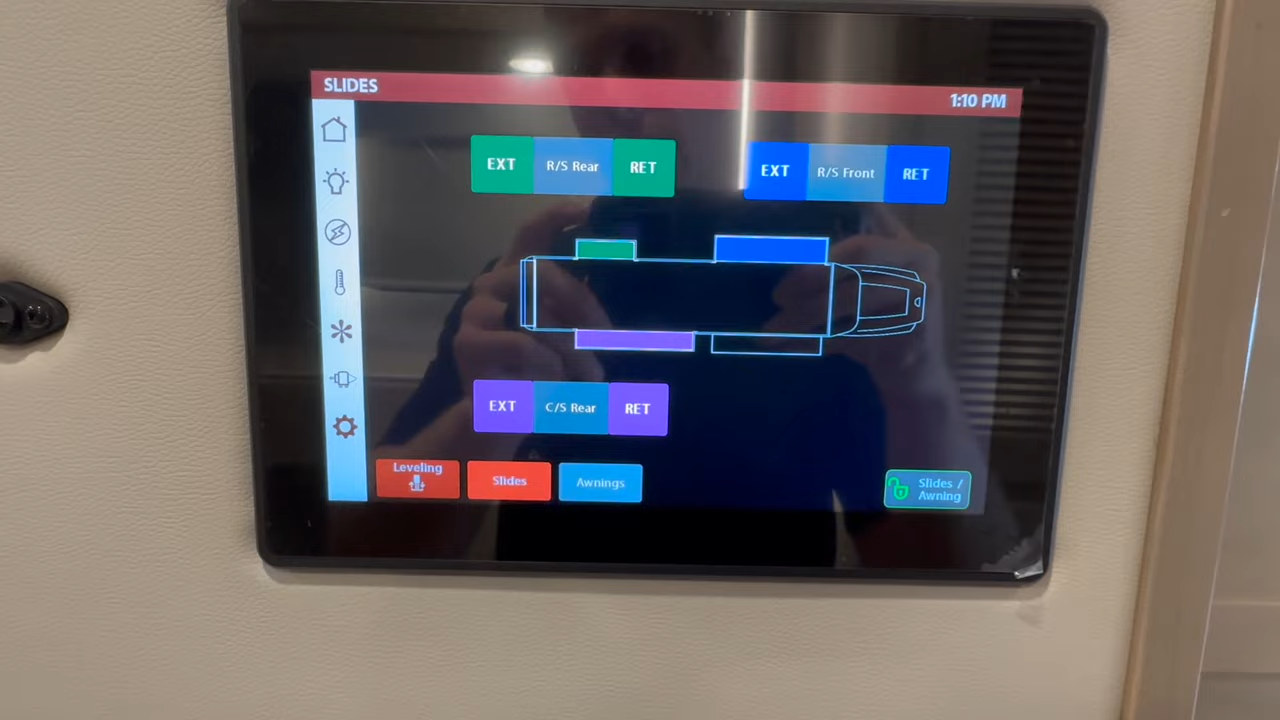 SLIDES
1:10 PM
EXT R/S Rear RET
EXT R/S Front RET
EXT C/S Rear RET
Leveling
Slides
Awnings
Slides /
Awning